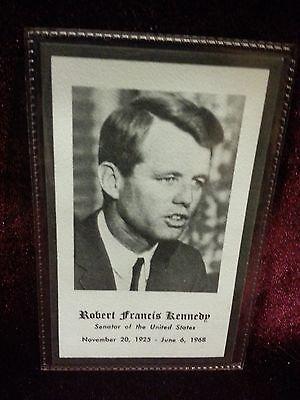 Robert Francis Kennedy
Senator of the United States
November 20, 1925 - June 6, 1968